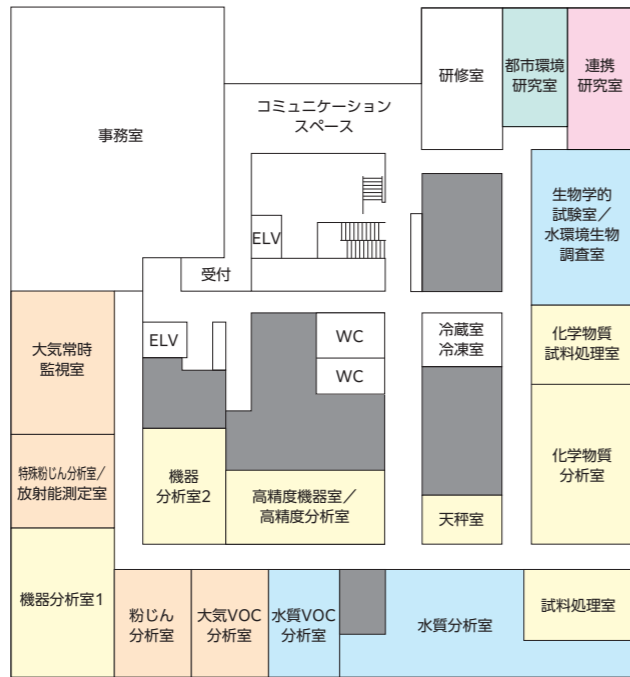 研修室
都市環境
研究室
連携
研究室
コミュニケーション
スペース
事務室
生物学的
試験室／
水環境生物
調査室
ELV
受付
大気常時
監視室
ELV
WC
WC
冷蔵室
冷凍室
化学物質
試料処理室
特殊粉じん分析室／
放射能測定室
機器
分析室2
高精度機器室／
高精度分析室
天秤室
化学物質
分析室
機器分析室1
粉じん
分析室
大気VOC
分析室
水質VOC
分析室
水質分析室
試料処理室